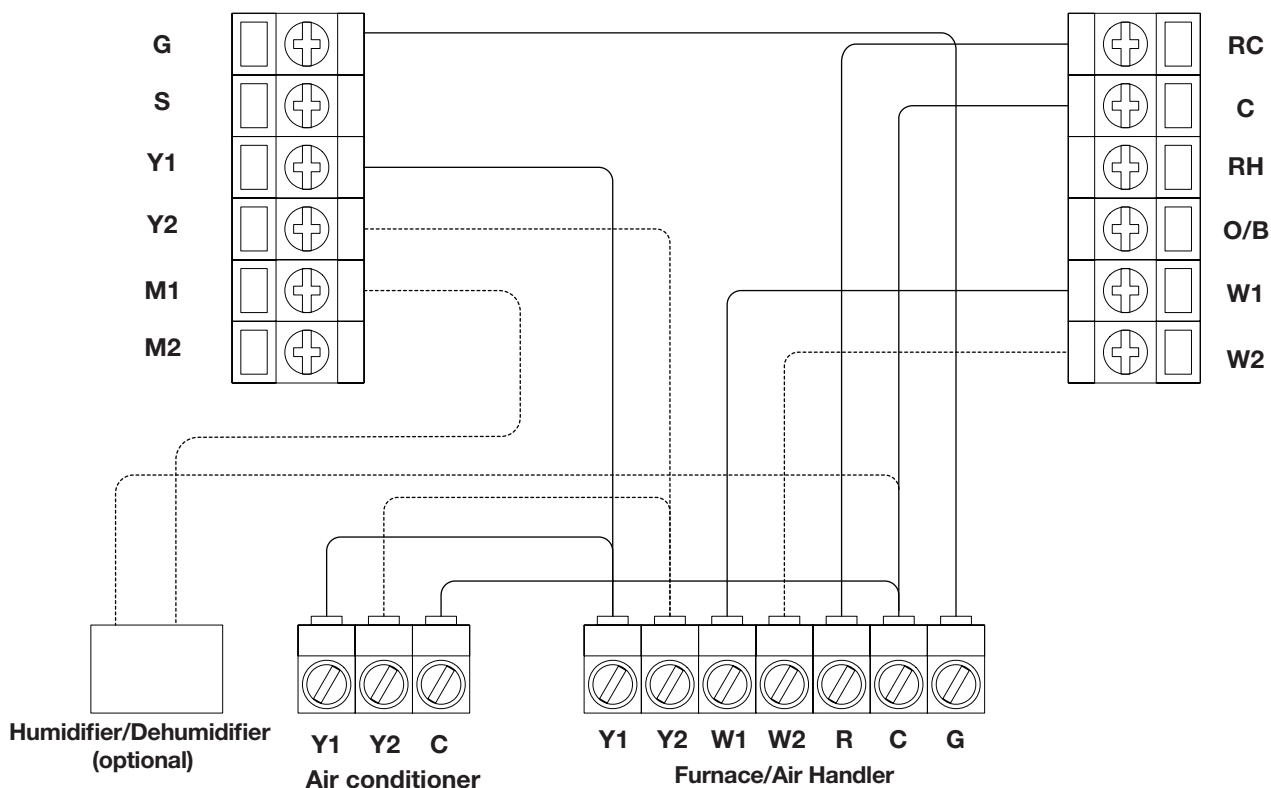 G
S
Y1
Y2
M1
M2
RC
C
RH
O/B
W1
W2
Humidifier/Dehumidifier
(optional)
Y1 Y2 C
Air conditioner
Y1 Y2 W1 W2 R C G
Furnace/Air Handler